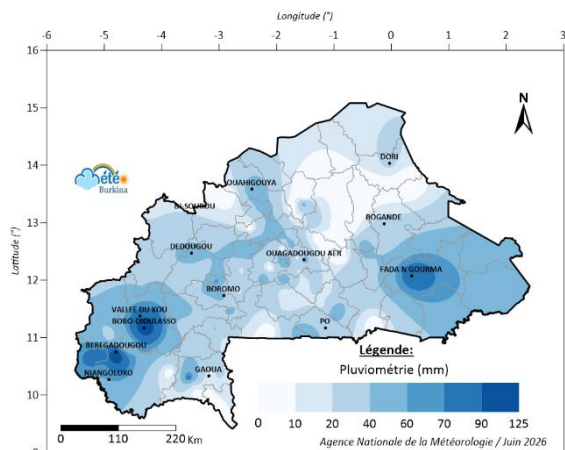 Longitude (°)
-6 -5 -4 -3 -2 -1 0 1 2 3
16
15
14
13
12
11
10
Latitude (°)
N
météo
Burkina
DORI
OUAHIGOUYA
DI-SOUROU
BOGANDE
DEDOUGOU
OUAGADOUGOU AER
FADA N GOURMA
BOROMO
VALLEE DU KOU
BOBO-DIOULASSO
PO
BEREGADOUGOU
NIANGOLOKO
GAOUA
Légende:
Pluviométrie (mm)
0 10 20 30 40 60 70 90 125
0 110 220 Km
Agence Nationale de la Météorologie / Juin 2026